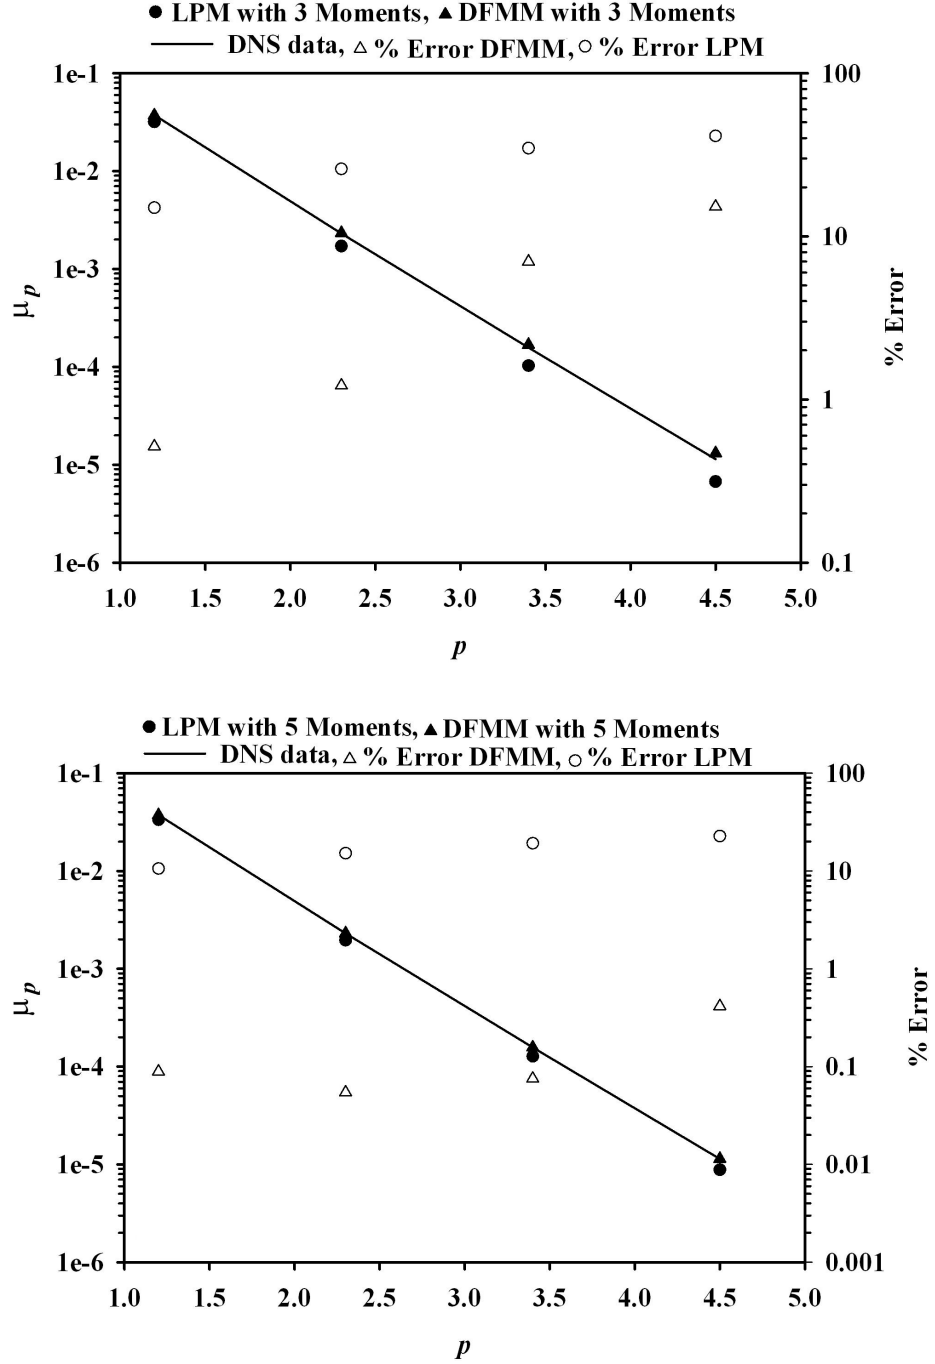 ● LPM with 3 Moments, ▲ DFMM with 3 Moments
— DNS data, △ % Error DFMM, ○ % Error LPM
1e-1
1e-2
1e-3
1e-4
1e-5
1e-6
μp
100
10
1
0.1
% Error
1.0 1.5 2.0 2.5 3.0 3.5 4.0 4.5 5.0
p
● LPM with 5 Moments, ▲ DFMM with 5 Moments
— DNS data, △ % Error DFMM, ○ % Error LPM
1e-1
1e-2
1e-3
1e-4
1e-5
1e-6
μp
100
10
1
0.1
0.01
0.001
% Error
1.0 1.5 2.0 2.5 3.0 3.5 4.0 4.5 5.0
p